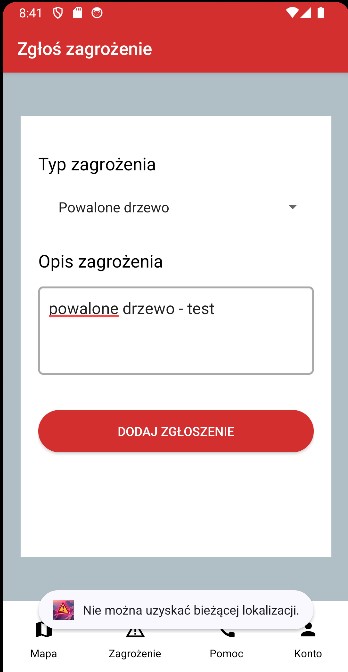 8:41
Zgłoś zagrożenie
Typ zagrożenia
Powalone drzewo
Opis zagrożenia
powalone drzewo - test
DODAJ ZGŁOSZENIE
Nie można uzyskać bieżącej lokalizacji.
Mapa Zagrożenie Pomoc Konto